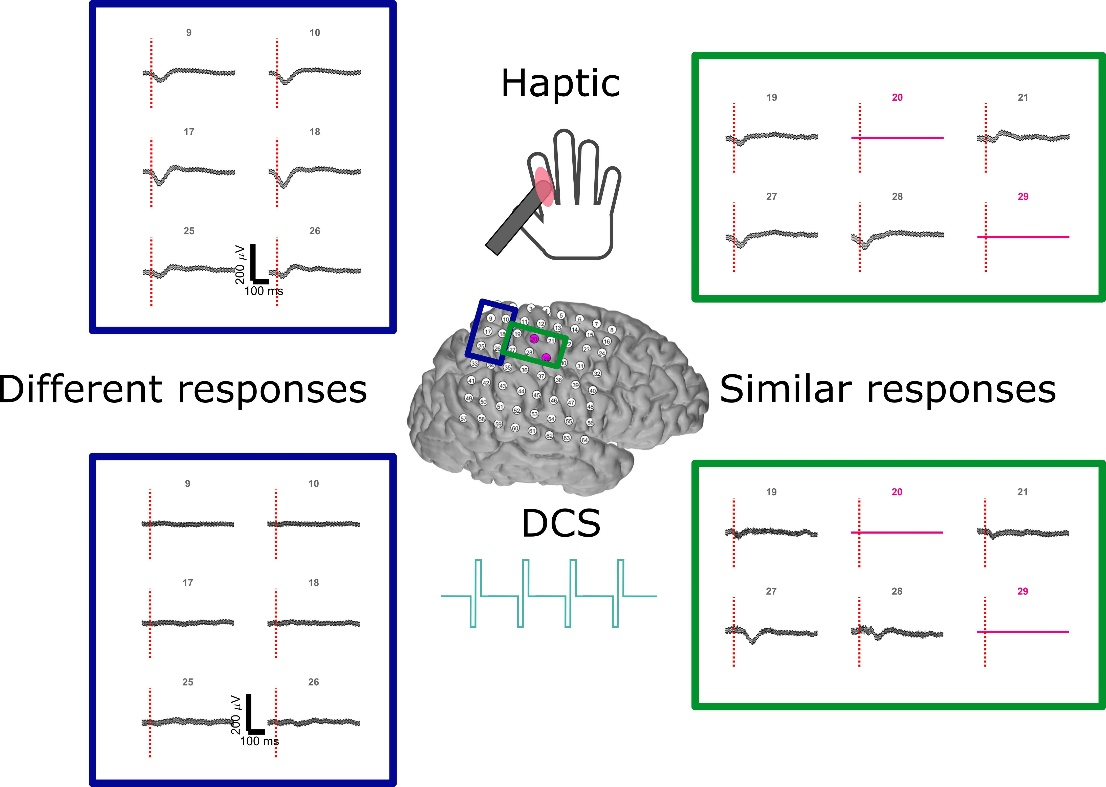 9 10
17 18
25 26
200 µV
100 ms
Haptic
19 20 21
27 28 29
Different responses
Similar responses
9 10
17 18
25 26
200 µV
100 ms
DCS
19 20 21
27 28 29